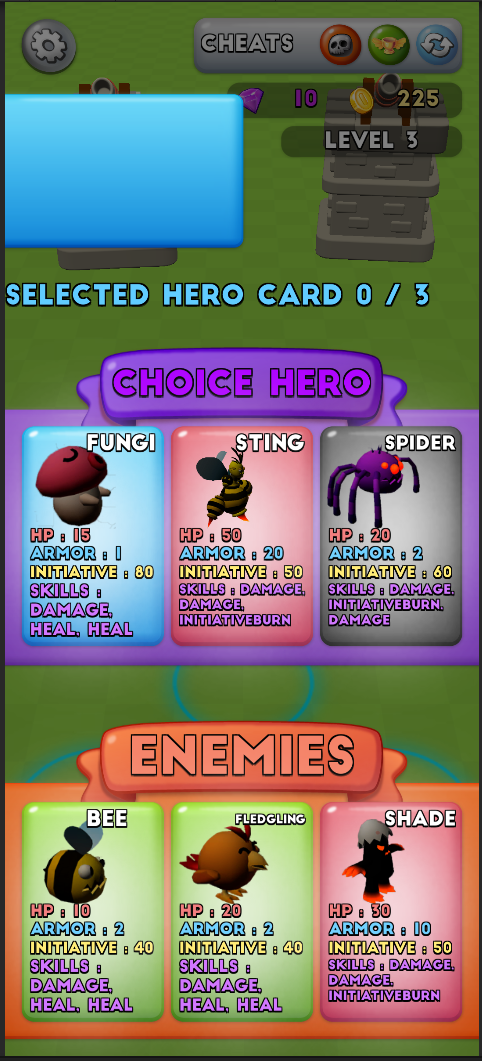 CHEATS
10 225
LEVEL 3
SELECTED HERO CARD 0 / 3
CHOICE HERO
FUNGI
HP : 15
ARMOR : 1
INITIATIVE : 80
SKILLS :
DAMAGE,
HEAL, HEAL
STING
HP : 50
ARMOR : 20
INITIATIVE : 50
SKILLS : DAMAGE,
DAMAGE,
INITIATIVEBURN
SPIDER
HP : 20
ARMOR : 2
INITIATIVE : 60
SKILLS : DAMAGE,
INITIATIVEBURN,
DAMAGE
ENEMIES
BEE
HP : 10
ARMOR : 2
INITIATIVE : 40
SKILLS :
DAMAGE,
HEAL, HEAL
FLEDGLING
HP : 20
ARMOR : 2
INITIATIVE : 40
SKILLS :
DAMAGE,
HEAL, HEAL
SHADE
HP : 30
ARMOR : 10
INITIATIVE : 50
SKILLS : DAMAGE,
DAMAGE,
INITIATIVEBURN